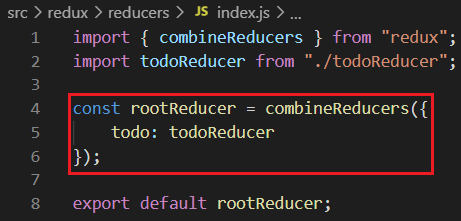 src > redux > reducers > JS index.js > ...
1 import { combineReducers } from "redux";
2 import todoReducer from "./todoReducer";
3
4 const rootReducer = combineReducers({
5     todo: todoReducer
6 });
7
8 export default rootReducer;